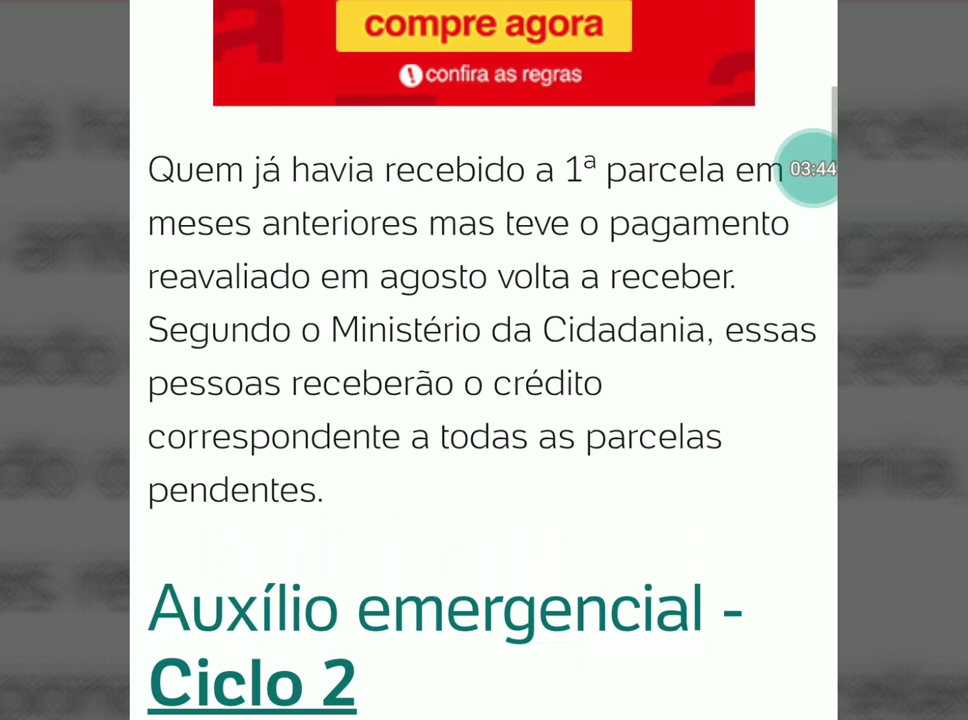 compre agora
! confira as regras
Quem já havia recebido a 1ª parcela em
03:44
meses anteriores mas teve o pagamento
reavaliado em agosto volta a receber.
Segundo o Ministério da Cidadania, essas
pessoas receberão o crédito
correspondente a todas as parcelas
pendentes.
Auxílio emergencial -
Ciclo 2